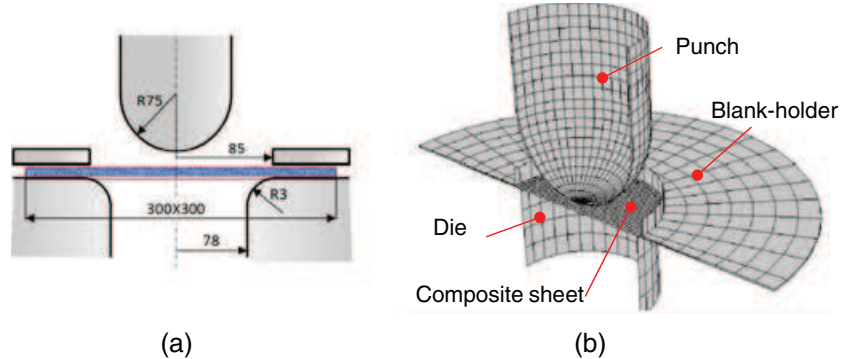 R75
85
R3
300X300
78
(a)
Punch
Blank-holder
Die
Composite sheet
(b)